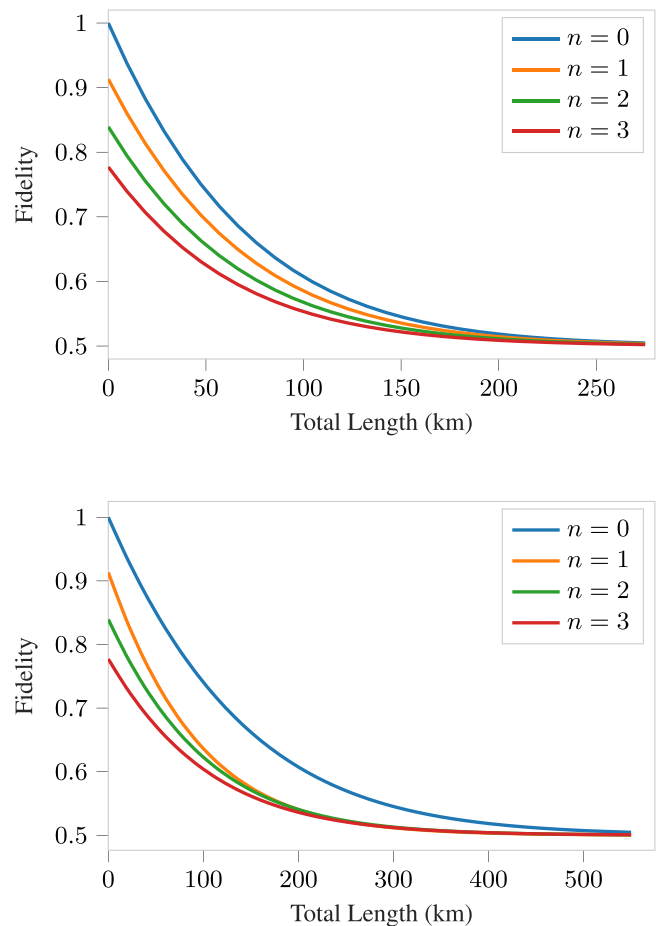 1
0.9
0.8
0.7
0.6
0.5
Fidelity
n = 0
n = 1
n = 2
n = 3
0 50 100 150 200 250
Total Length (km)
1
0.9
0.8
0.7
0.6
0.5
Fidelity
n = 0
n = 1
n = 2
n = 3
0 100 200 300 400 500
Total Length (km)